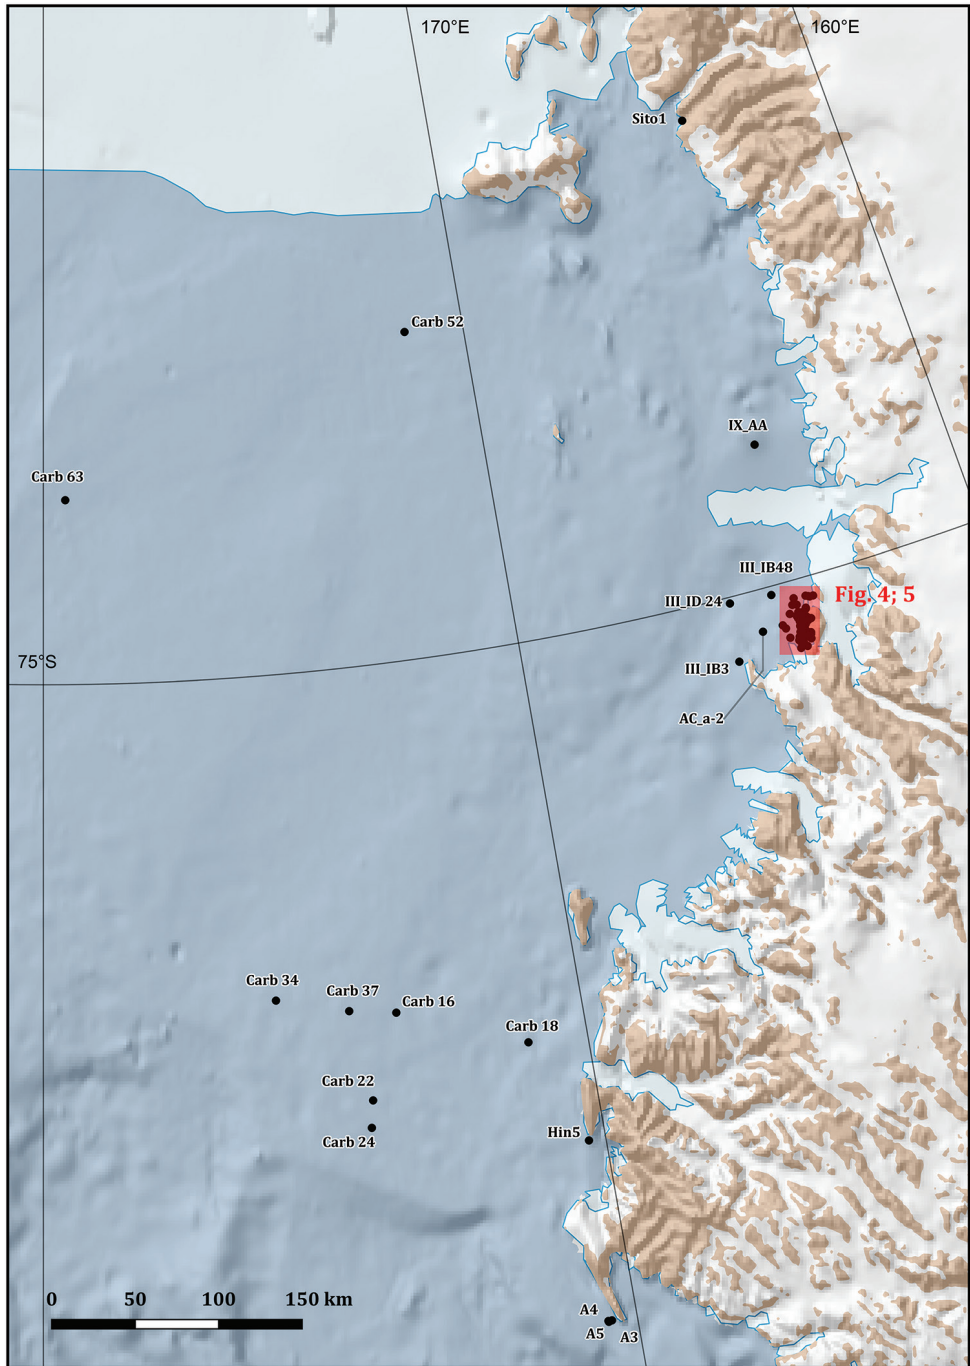 170°E
160°E
Sito1
Carb 52
IX_AA
Carb 63
III_IB48
III_ID 24
Fig. 4; 5
75°S
III_IB3
AC_a-2
Carb 34
Carb 37
Carb 16
Carb 18
Carb 22
Carb 24
Hin5
0 50 100 150 km
A4
A5 A3